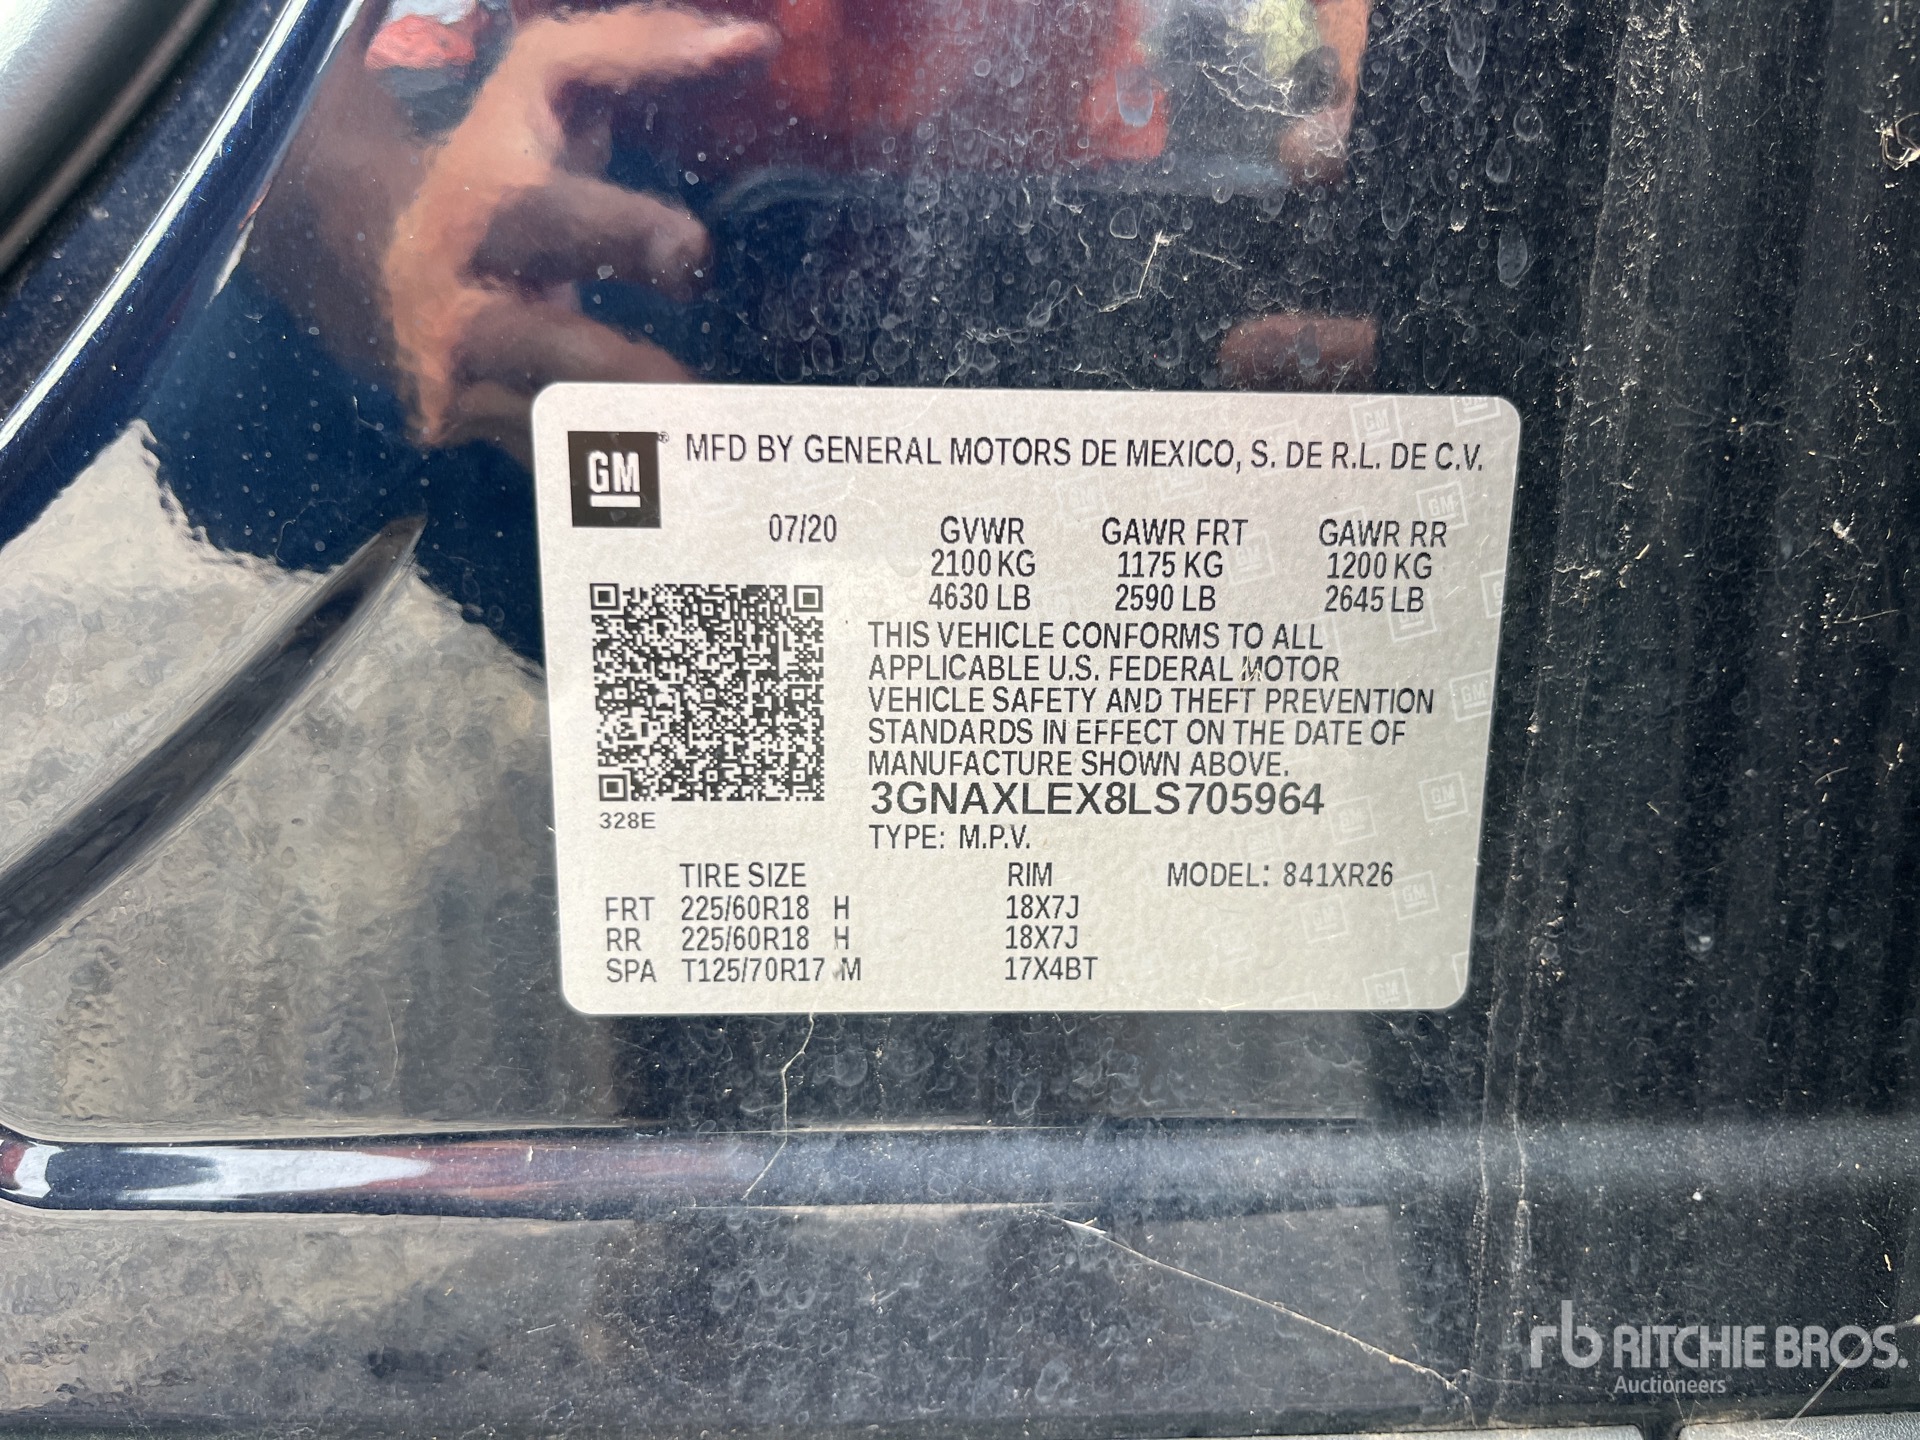 GM® MFD BY GENERAL MOTORS DE MEXICO, S. DE R.L. DE C.V.
07/20 GVWR GAWR FRT GAWR RR
2100 KG 1175 KG 1200 KG
4630 LB 2590 LB 2645 LB
THIS VEHICLE CONFORMS TO ALL
APPLICABLE U.S. FEDERAL MOTOR
VEHICLE SAFETY AND THEFT PREVENTION
STANDARDS IN EFFECT ON THE DATE OF
MANUFACTURE SHOWN ABOVE.
3GNAXLEX8LS705964
328E
TYPE: M.P.V.
TIRE SIZE RIM MODEL: 841XR26
FRT 225/60R18 H 18X7J
RR 225/60R18 H 18X7J
SPA T125/70R17 M 17X4BT
rb RITCHIE BROS.
Auctioneers